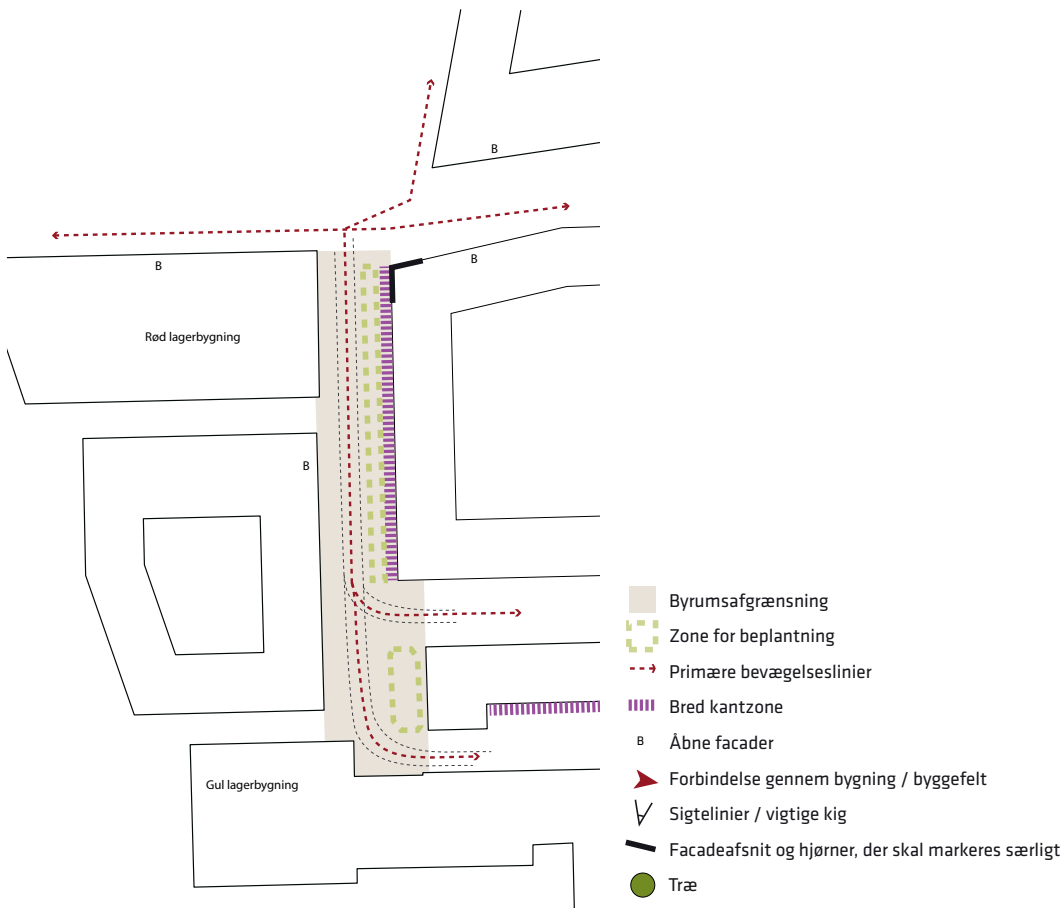 B
B
B
Rød lagerbygning
B
Gul lagerbygning
Byrumsafgrænsning
Zone for beplantning
Primære bevægelseslinier
Bred kantzone
B Åbne facader
Forbindelse gennem bygning / byggefelt
Sigtelinier / vigtige kig
Facadeafsnit og hjørner, der skal markeres særligt
Træ